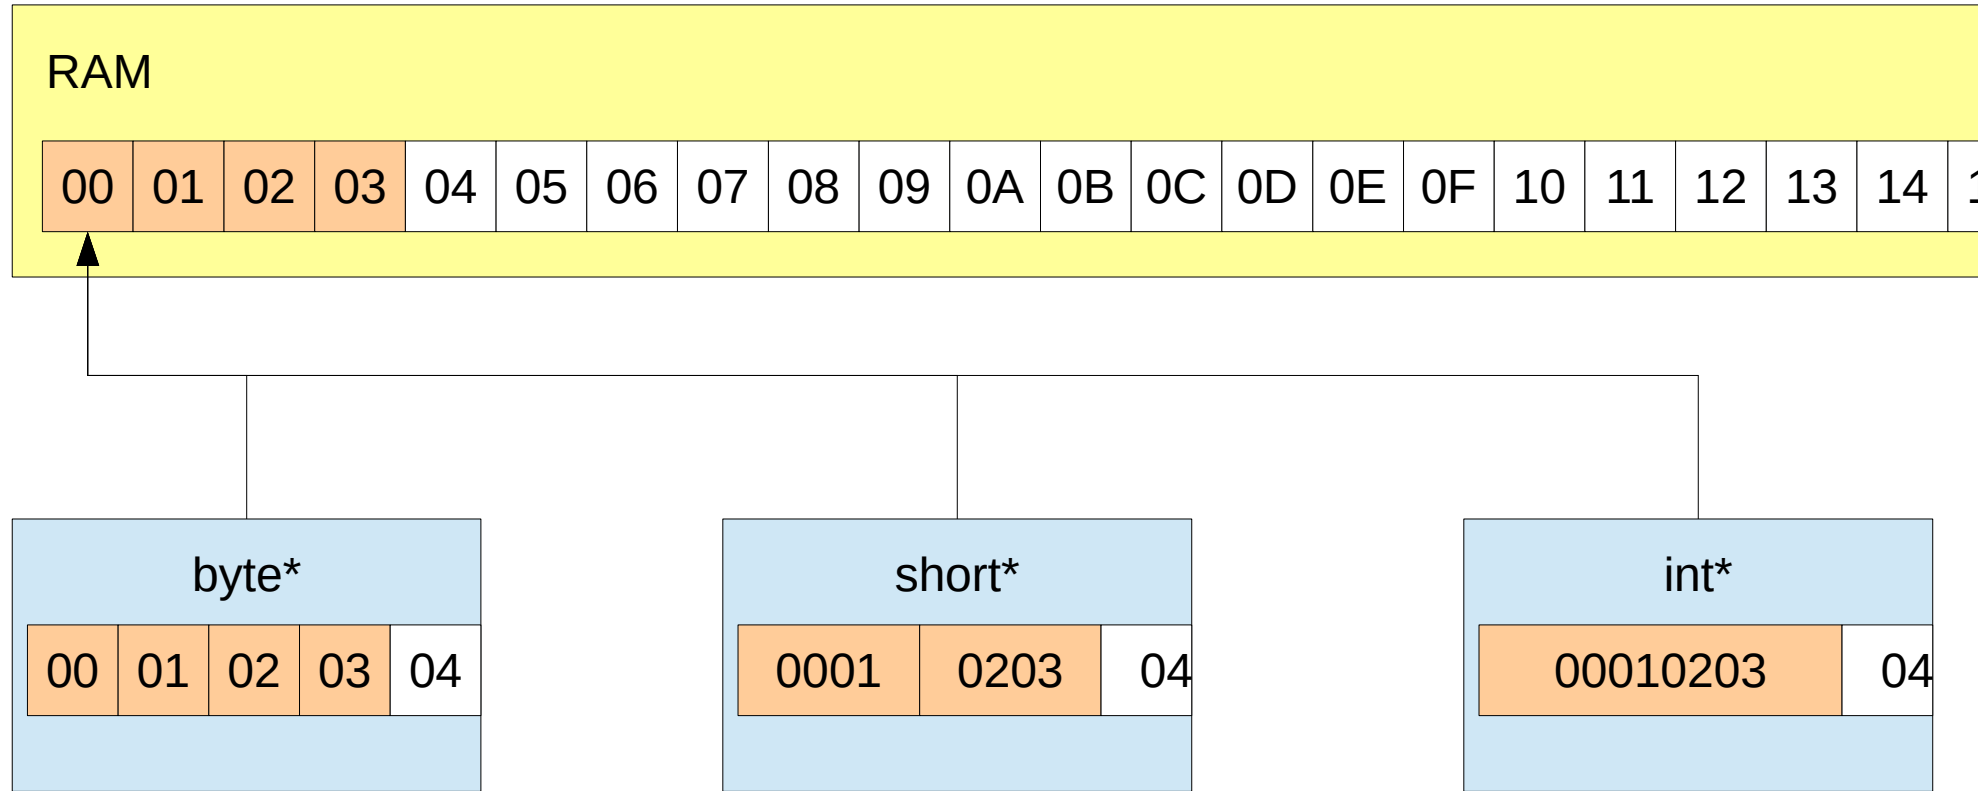 RAM
00 01 02 03 04 05 06 07 08 09 0A 0B 0C 0D 0E 0F 10 11 12 13 14
byte* short* int*
00 01 02 03 04 0001 0203 04 00010203 04